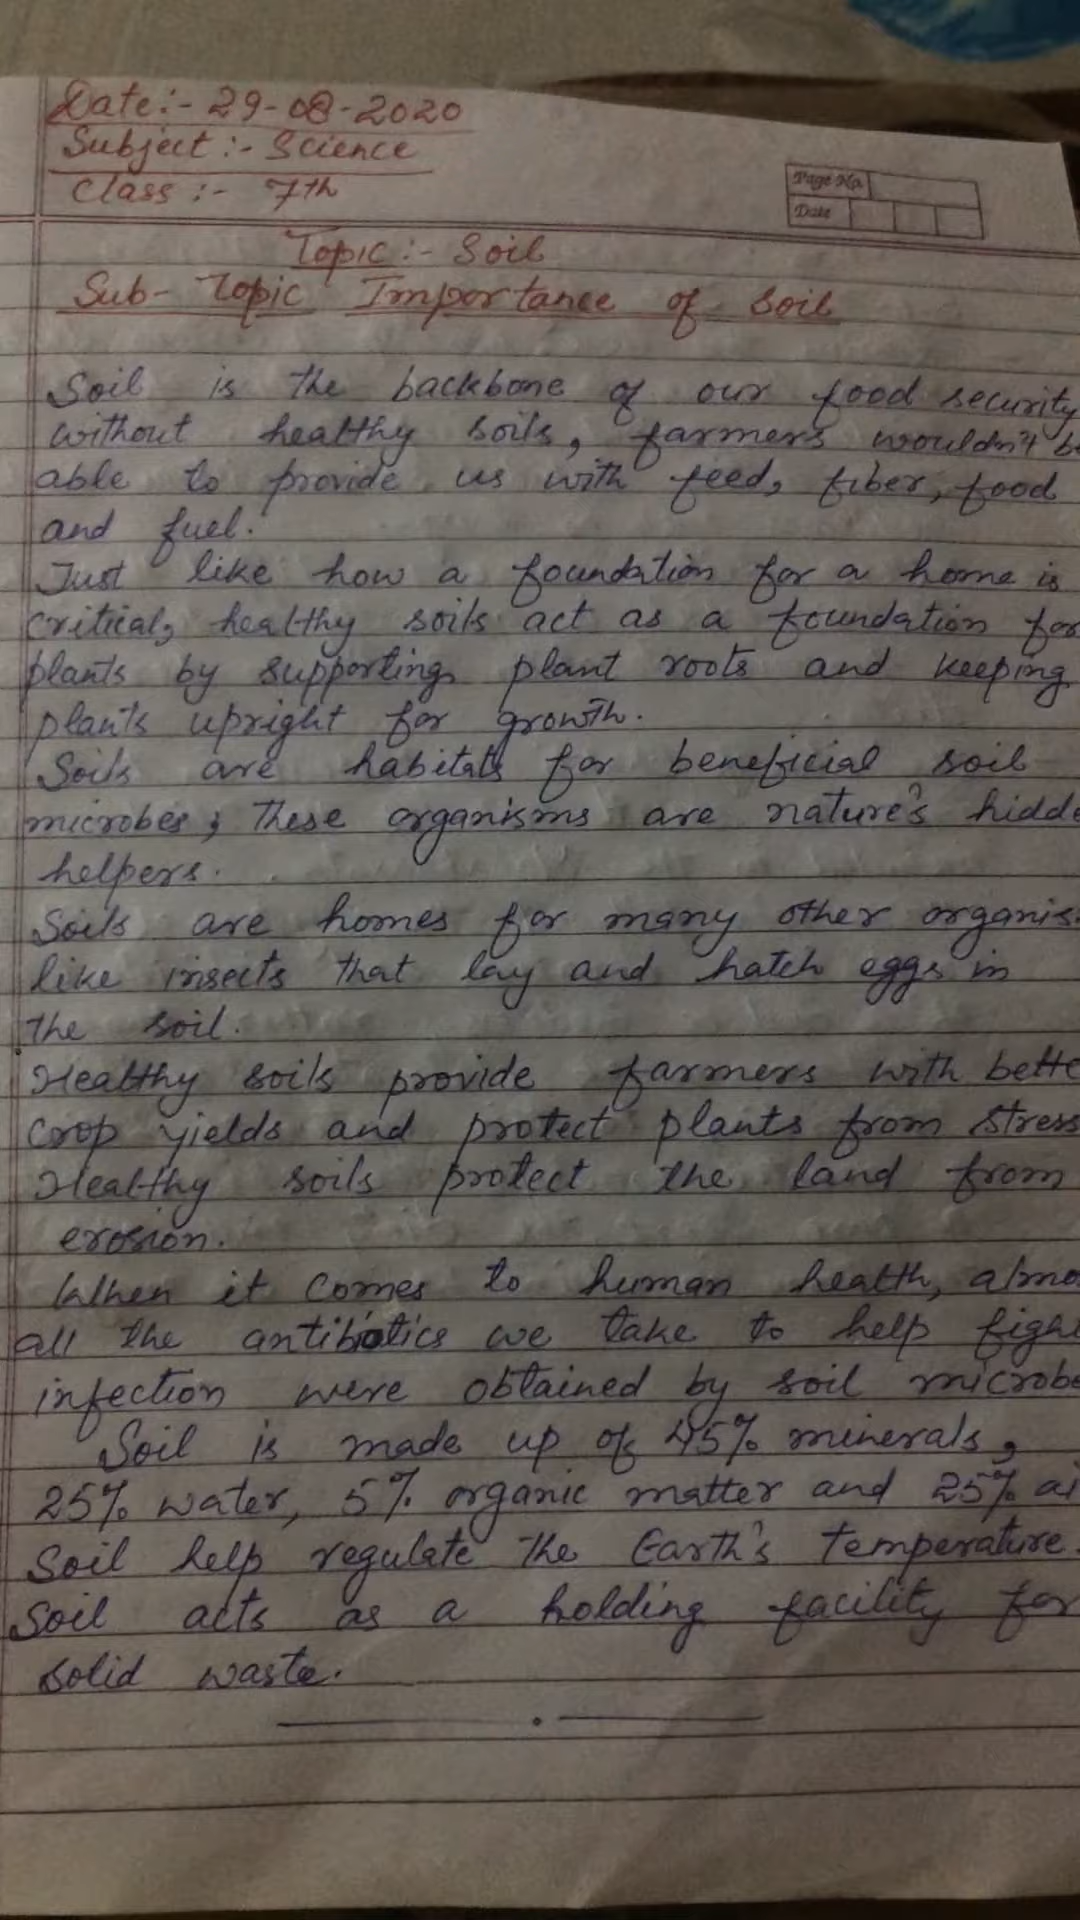 Date:- 29-08-2020
Subject:- Science
Class:- 7th
Page No.
Date
Topic:- Soil
Sub-Topic Importance of soil
Soil is the backbone of our food security
without healthy soils, farmers wouldn't be
able to provide us with feed, fiber, food
and fuel.
Just like how a foundation for a home is
critical, healthy soils act as a foundation for
plants by supporting plant roots and keeping
plants upright for growth.
Soils are habitats for beneficial soil
microbes; These organisms are nature's hidde
helpers.
Soils are homes for many other organis
like insects that lay and hatch eggs in
the soil.
Healthy soils provide farmers with bette
crop yields and protect plants from stress
Healthy soils protect the land from
erosion.
When it comes to human health, almo
all the antibiotics we take to help figh
infection were obtained by soil microbe
Soil is made up of 45% minerals,
25% water, 5% organic matter and 25% ai
Soil help regulate the Earth's temperature.
Soil acts as a holding facility for
solid waste.